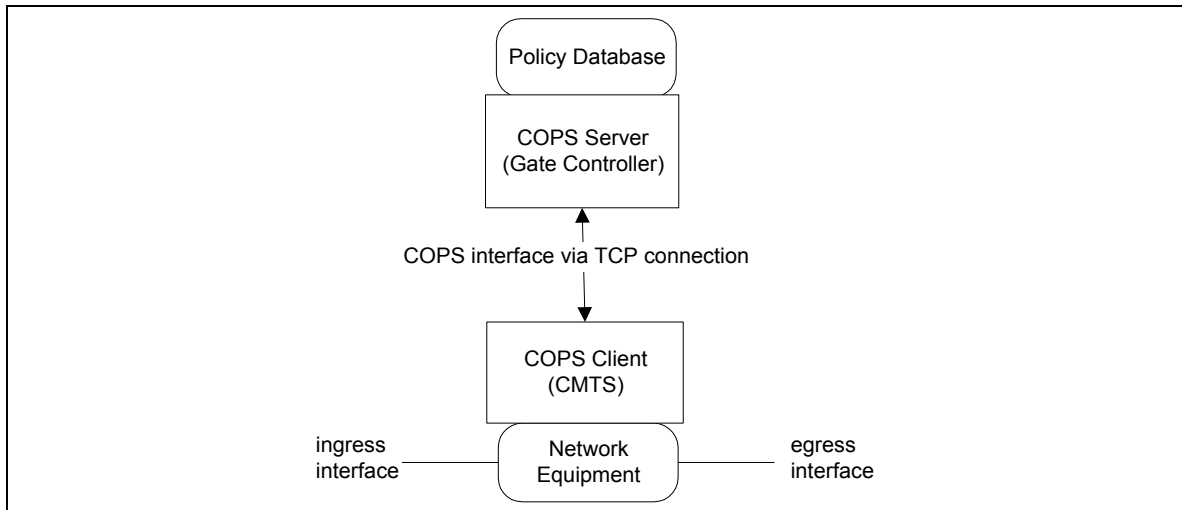 Policy Database
COPS Server
(Gate Controller)
COPS interface via TCP connection
COPS Client
(CMTS)
ingress
interface
Network
Equipment
egress
interface